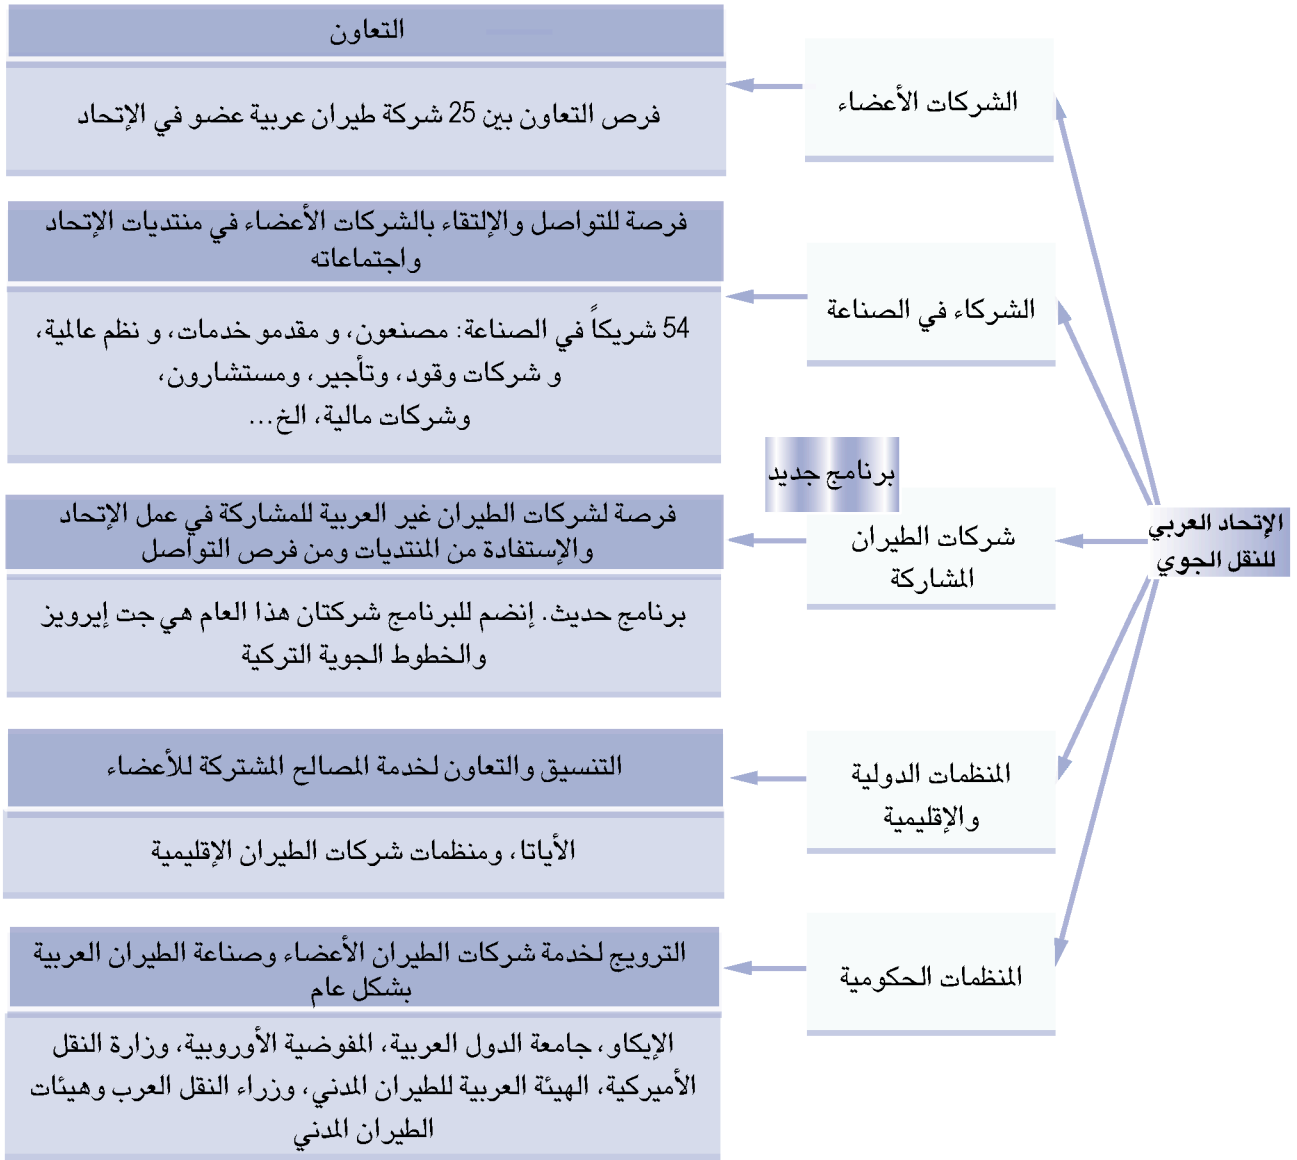 الإتحاد العربي
للنقل الجوي
الشركات الأعضاء
التعاون
فرص التعاون بين 25 شركة طيران عربية عضو في الإتحاد
الشركاء في الصناعة
فرصة للتواصل والإلتقاء بالشركات الأعضاء في منتديات الإتحاد
واجتماعاته
54 شريكاً في الصناعة: مصنعون، و مقدمو خدمات، و نظم عالمية،
و شركات وقود، وتأجير، ومستشارون،
وشركات مالية، الخ...
برنامج جديد
شركات الطيران
المشاركة
فرصة لشركات الطيران غير العربية للمشاركة في عمل الإتحاد
والإستفادة من المنتديات ومن فرص التواصل
برنامج حديث. إنضم للبرنامج شركتان هذا العام هي جت إيرويز
والخطوط الجوية التركية
المنظمات الدولية
والإقليمية
التنسيق والتعاون لخدمة المصالح المشتركة للأعضاء
الأياتا، ومنظمات شركات الطيران الإقليمية
المنظمات الحكومية
الترويج لخدمة شركات الطيران الأعضاء وصناعة الطيران العربية
بشكل عام
الإيكاو، جامعة الدول العربية، المفوضية الأوروبية، وزارة النقل
الأميركية، الهيئة العربية للطيران المدني، وزراء النقل العرب وهيئات
الطيران المدني